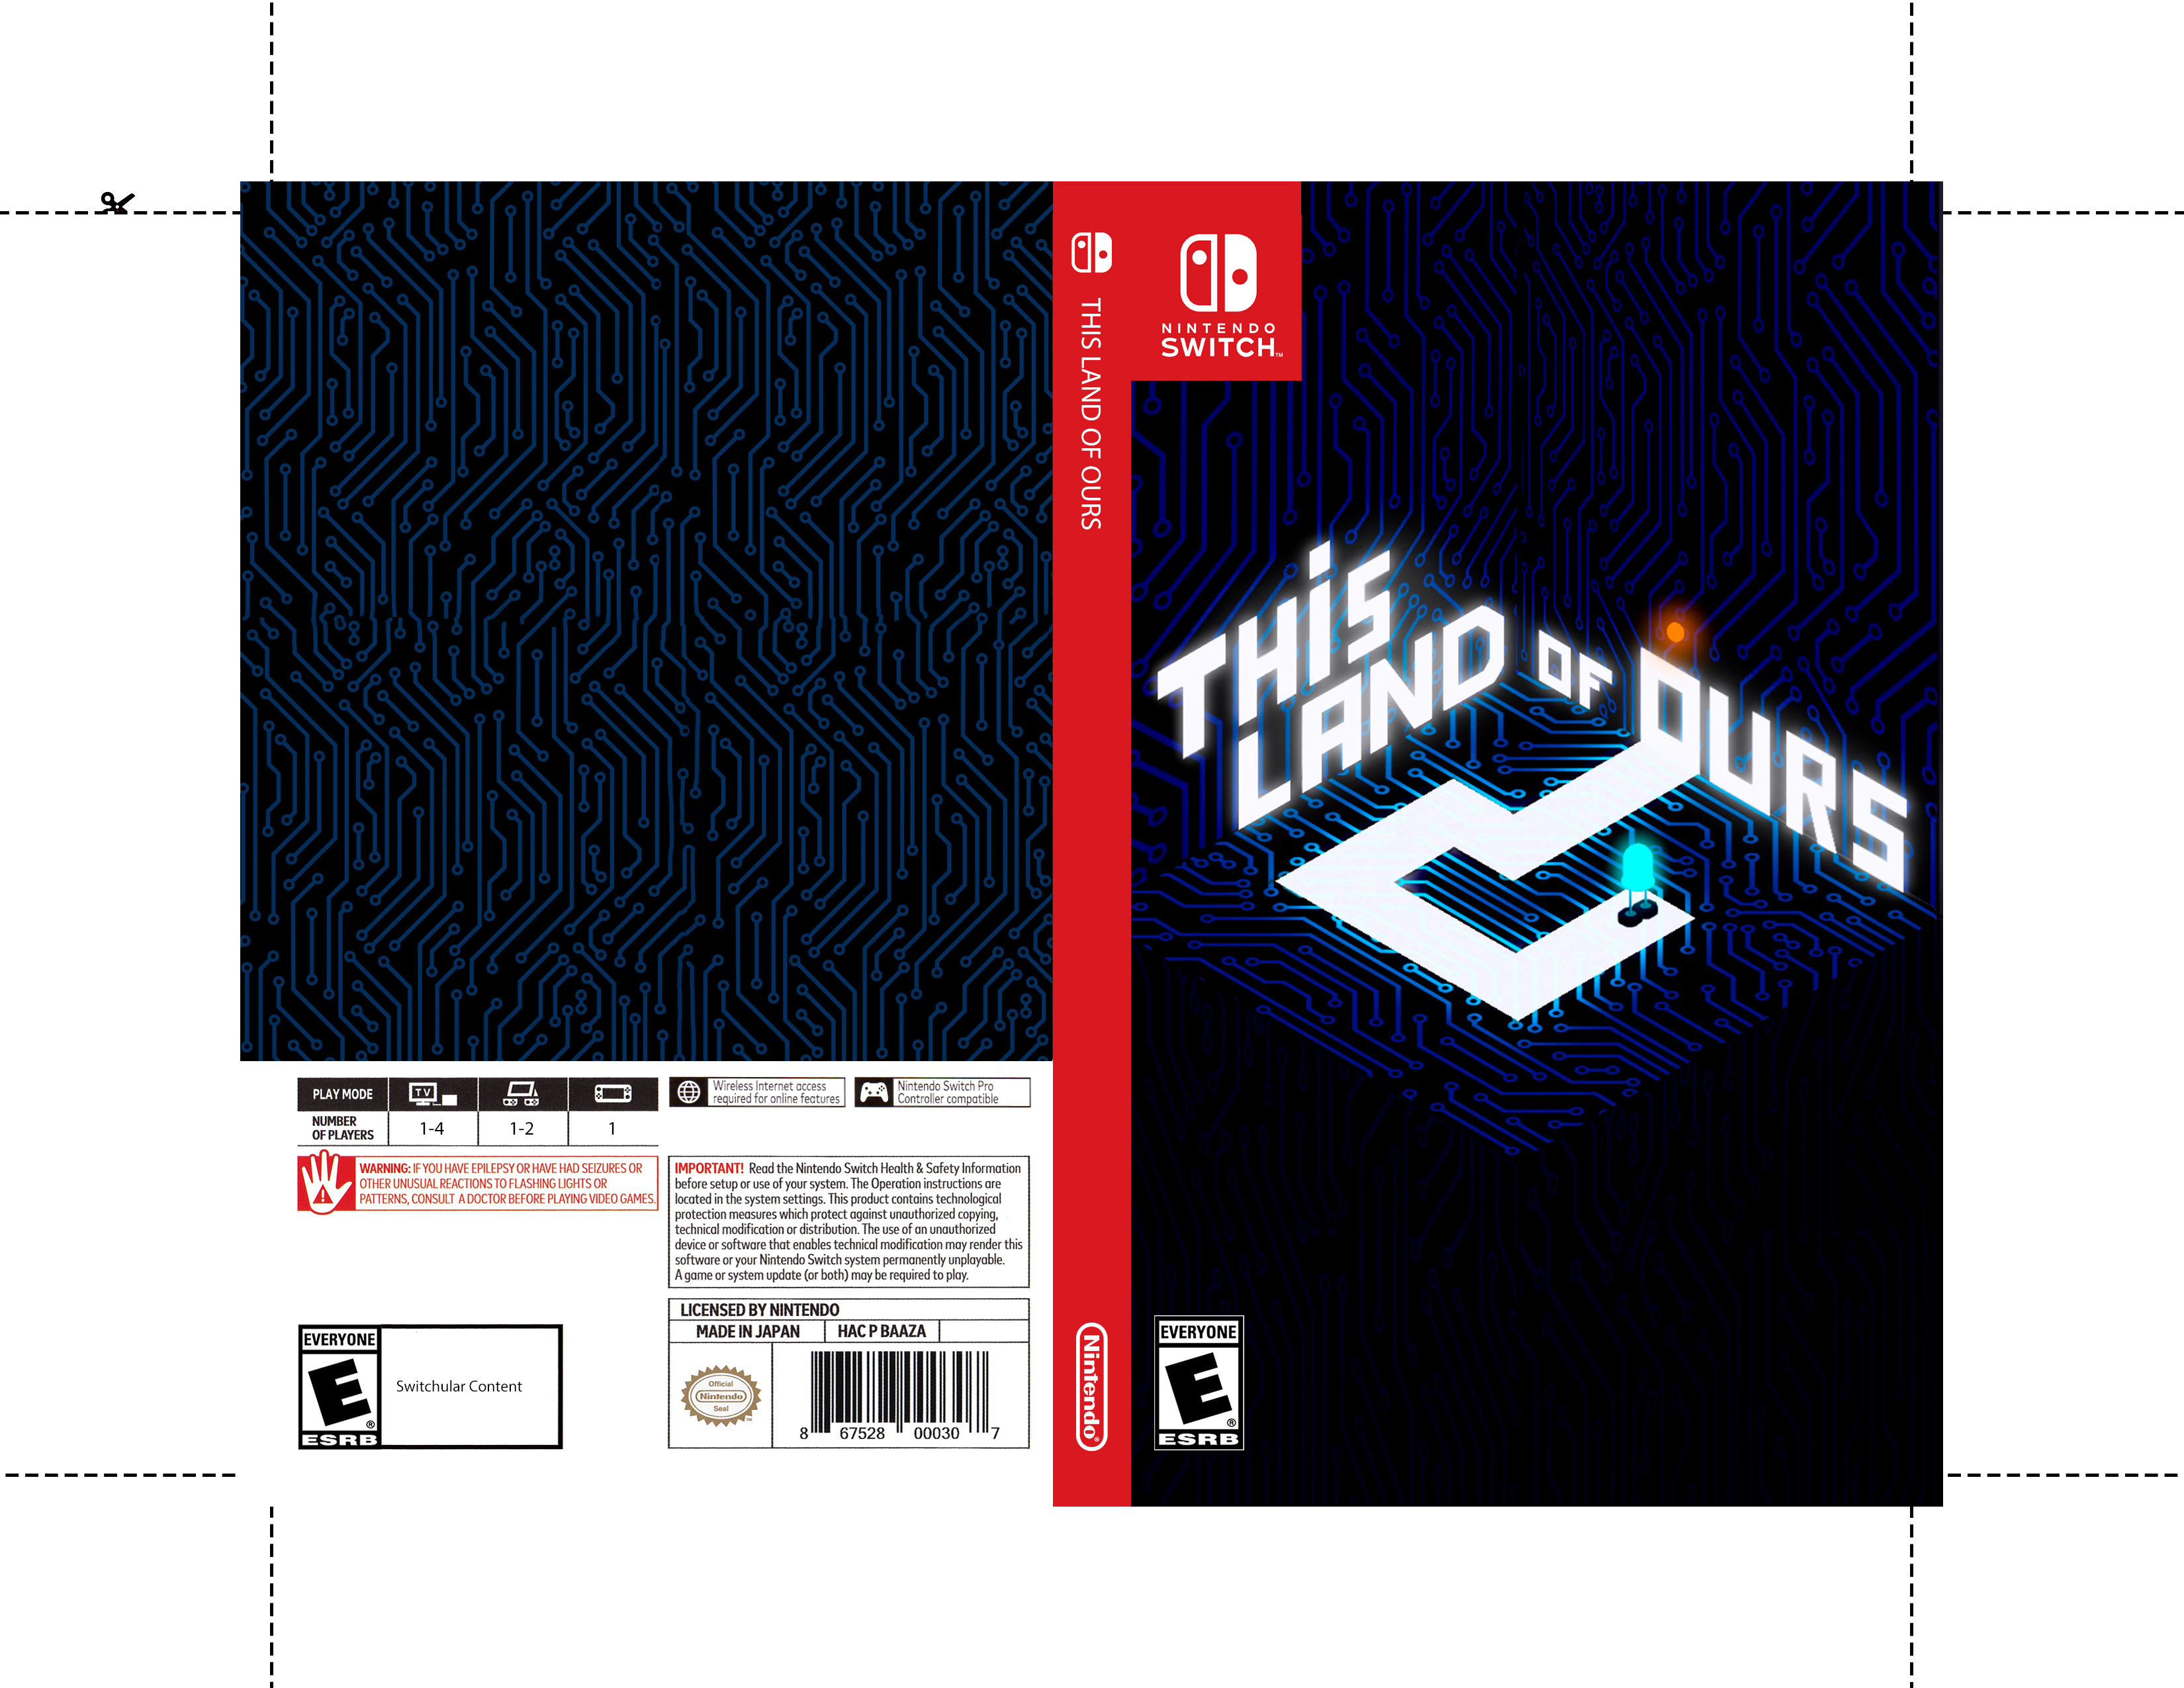 PLAY MODE
TV
NUMBER
OF PLAYERS
1-4
1-2
1
Wireless Internet access
required for online features
Nintendo Switch Pro
Controller compatible
WARNING: IF YOU HAVE EPILEPSY OR HAVE HAD SEIZURES OR
OTHER UNUSUAL REACTIONS TO FLASHING LIGHTS OR
PATTERNS, CONSULT A DOCTOR BEFORE PLAYING VIDEO GAMES.
IMPORTANT! Read the Nintendo Switch Health & Safety Information
before setup or use of your system. The Operation instructions are
located in the system settings. This product contains technological
protection measures which protect against unauthorized copying,
technical modification or distribution. The use of an unauthorized
device or software that enables technical modification may render this
software or your Nintendo Switch system permanently unplayable.
A game or system update (or both) may be required to play.
EVERYONE
E®
ESRB
Switchular Content
LICENSED BY NINTENDO
MADE IN JAPAN
HAC P BAAZA
Official
Nintendo
Seal
TM
8 67528 00030 7
THIS LAND OF OURS
Nintendo®
NINTENDO
SWITCH™
THiS
LAND OF OURS
EVERYONE
E®
ESRB